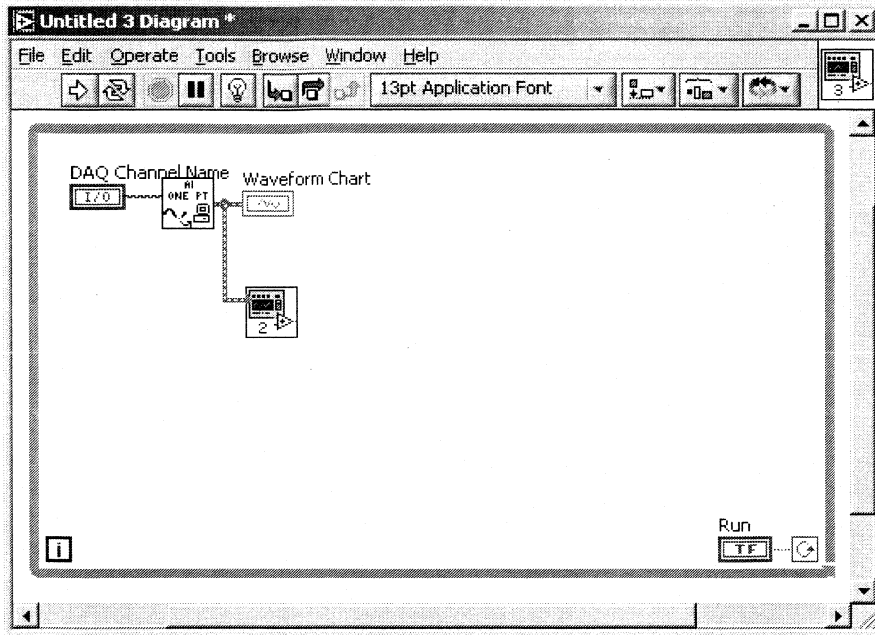 Untitled 3 Diagram *
File Edit Operate Tools Browse Window Help
13pt Application Font
3
DAQ Channel Name
Waveform Chart
I/O
AI
ONE PT
2
Run
i
TF